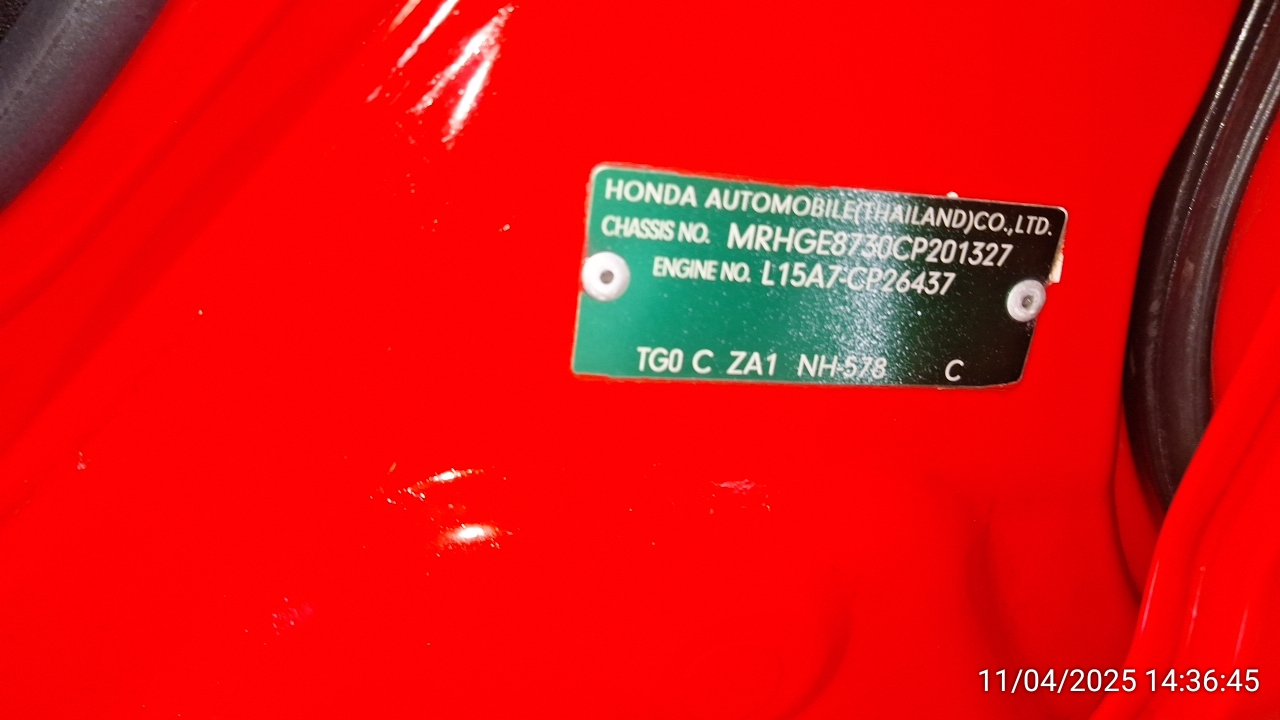 HONDA AUTOMOBILE(THAILAND)CO.,LTD.
CHASSIS NO. MRHGE8730CP201327
ENGINE NO. L15A7-CP26437
TG0 C ZA1 NH-578 C
11/04/2025 14:36:45